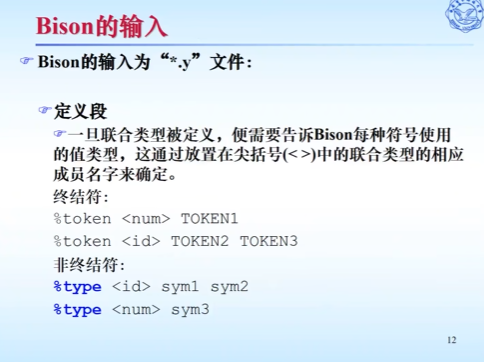 Bison的输入
☞Bison的输入为“*.y”文件：
☞定义段
☞一旦联合类型被定义，便需要告诉Bison每种符号使用
的值类型，这通过放置在尖括号(< >)中的联合类型的相应
成员名字来确定。
终结符：
%token <num> TOKEN1
%token <id> TOKEN2 TOKEN3
非终结符：
%type <id> sym1 sym2
%type <num> sym3
12